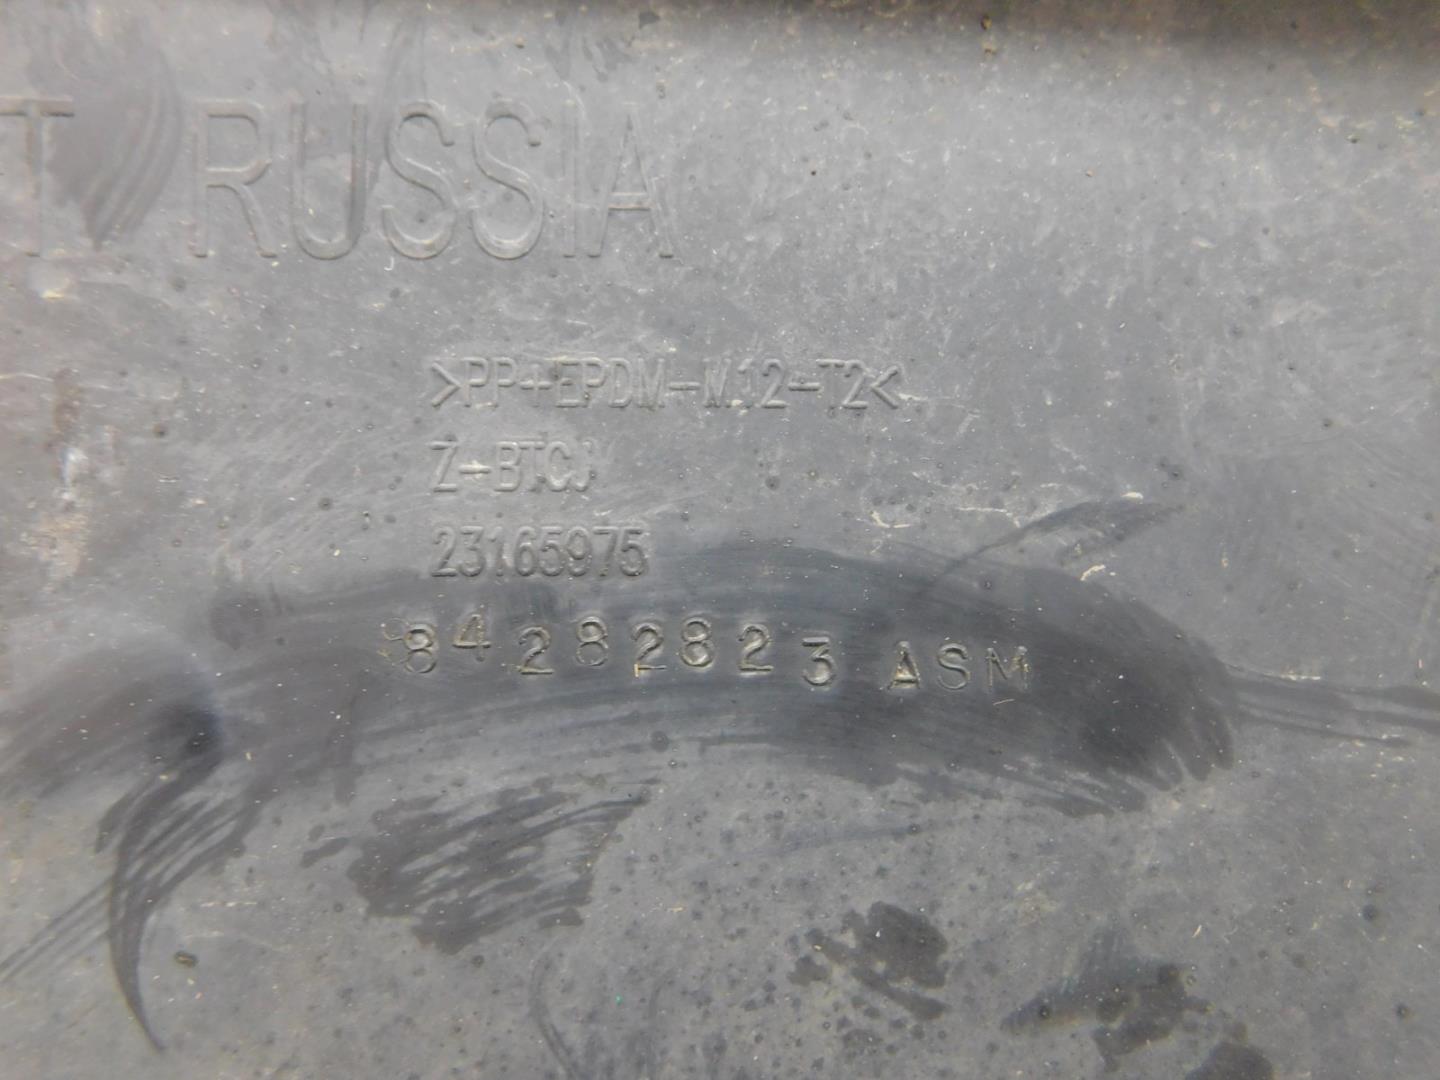 T RUSSIA
>PP+EPDM-M12-T2<
Z-BTCJ
23165975
84282823 ASM